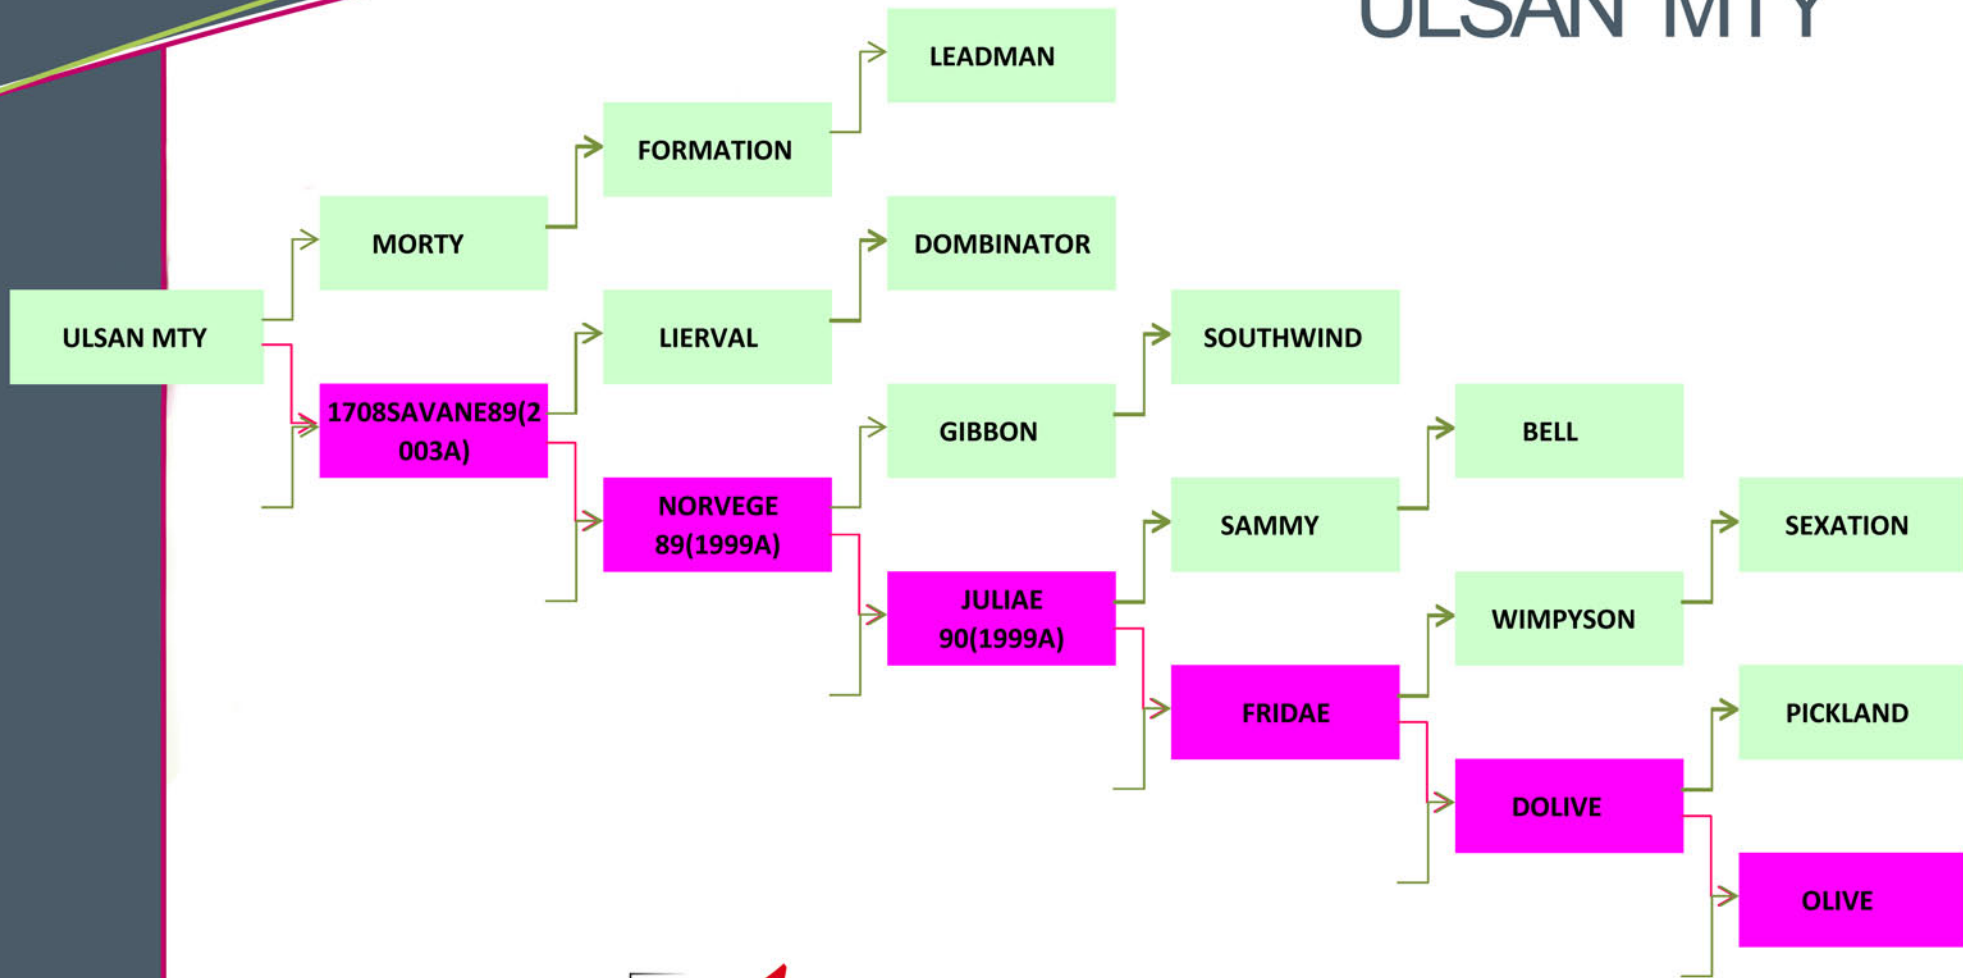 ULSAN MTY
LEADMAN
FORMATION
MORTY
DOMBINATOR
ULSAN MTY
LIERVAL
SOUTHWIND
1708SAVANE89(2
003A)
GIBBON
BELL
NORVEGE
89(1999A)
SAMMY
SEXATION
JULIAE
90(1999A)
WIMPYSON
FRIDAE
PICKLAND
DOLIVE
OLIVE